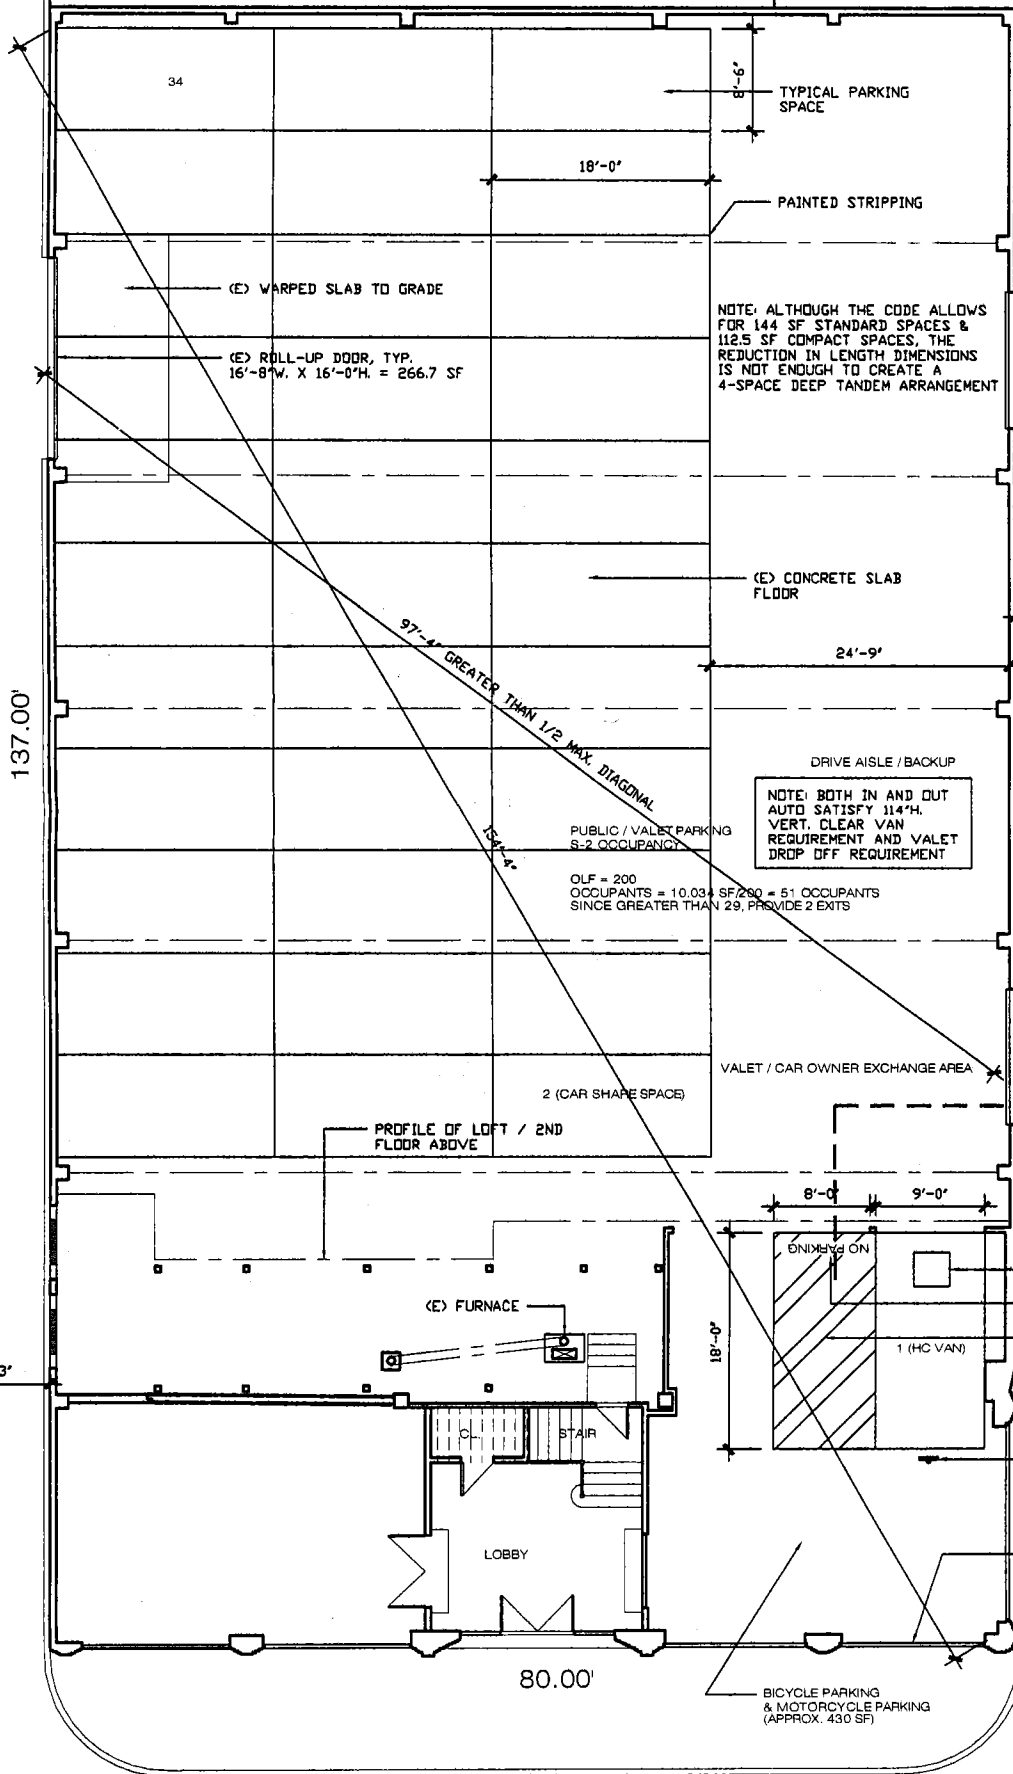 34
8'-6"
TYPICAL PARKING
SPACE
18'-0"
PAINTED STRIPPING
(E) WARPED SLAB TO GRADE
NOTE: ALTHOUGH THE CODE ALLOWS
FOR 144 SF STANDARD SPACES &
112.5 SF COMPACT SPACES, THE
REDUCTION IN LENGTH DIMENSIONS
IS NOT ENOUGH TO CREATE A
4-SPACE DEEP TANDEM ARRANGEMENT
(E) ROLL-UP DOOR, TYP.
16'-8"W. X 16'-0"H. = 266.7 SF
(E) CONCRETE SLAB
FLOOR
97'-4" GREATER THAN 1/2 MAX. DIAGONAL
24'-9"
137.00'
DRIVE AISLE / BACKUP
NOTE: BOTH IN AND OUT
AUTO SATISFY 114"H.
VERT. CLEAR VAN
REQUIREMENT AND VALET
DROP OFF REQUIREMENT
154'-4"
PUBLIC / VALET PARKING
S-2 OCCUPANCY
OLF = 200
OCCUPANTS = 10.034 SF/200 = 51 OCCUPANTS
SINCE GREATER THAN 29, PROVIDE 2 EXITS
VALET / CAR OWNER EXCHANGE AREA
2 (CAR SHARE SPACE)
PROFILE OF LOFT / 2ND
FLOOR ABOVE
8'-0"
9'-0"
NO PARKING
(E) FURNACE
18'-0"
1 (HC VAN)
3'
CL.
STAIR
LOBBY
80.00'
BICYCLE PARKING
& MOTORCYCLE PARKING
(APPROX. 430 SF)